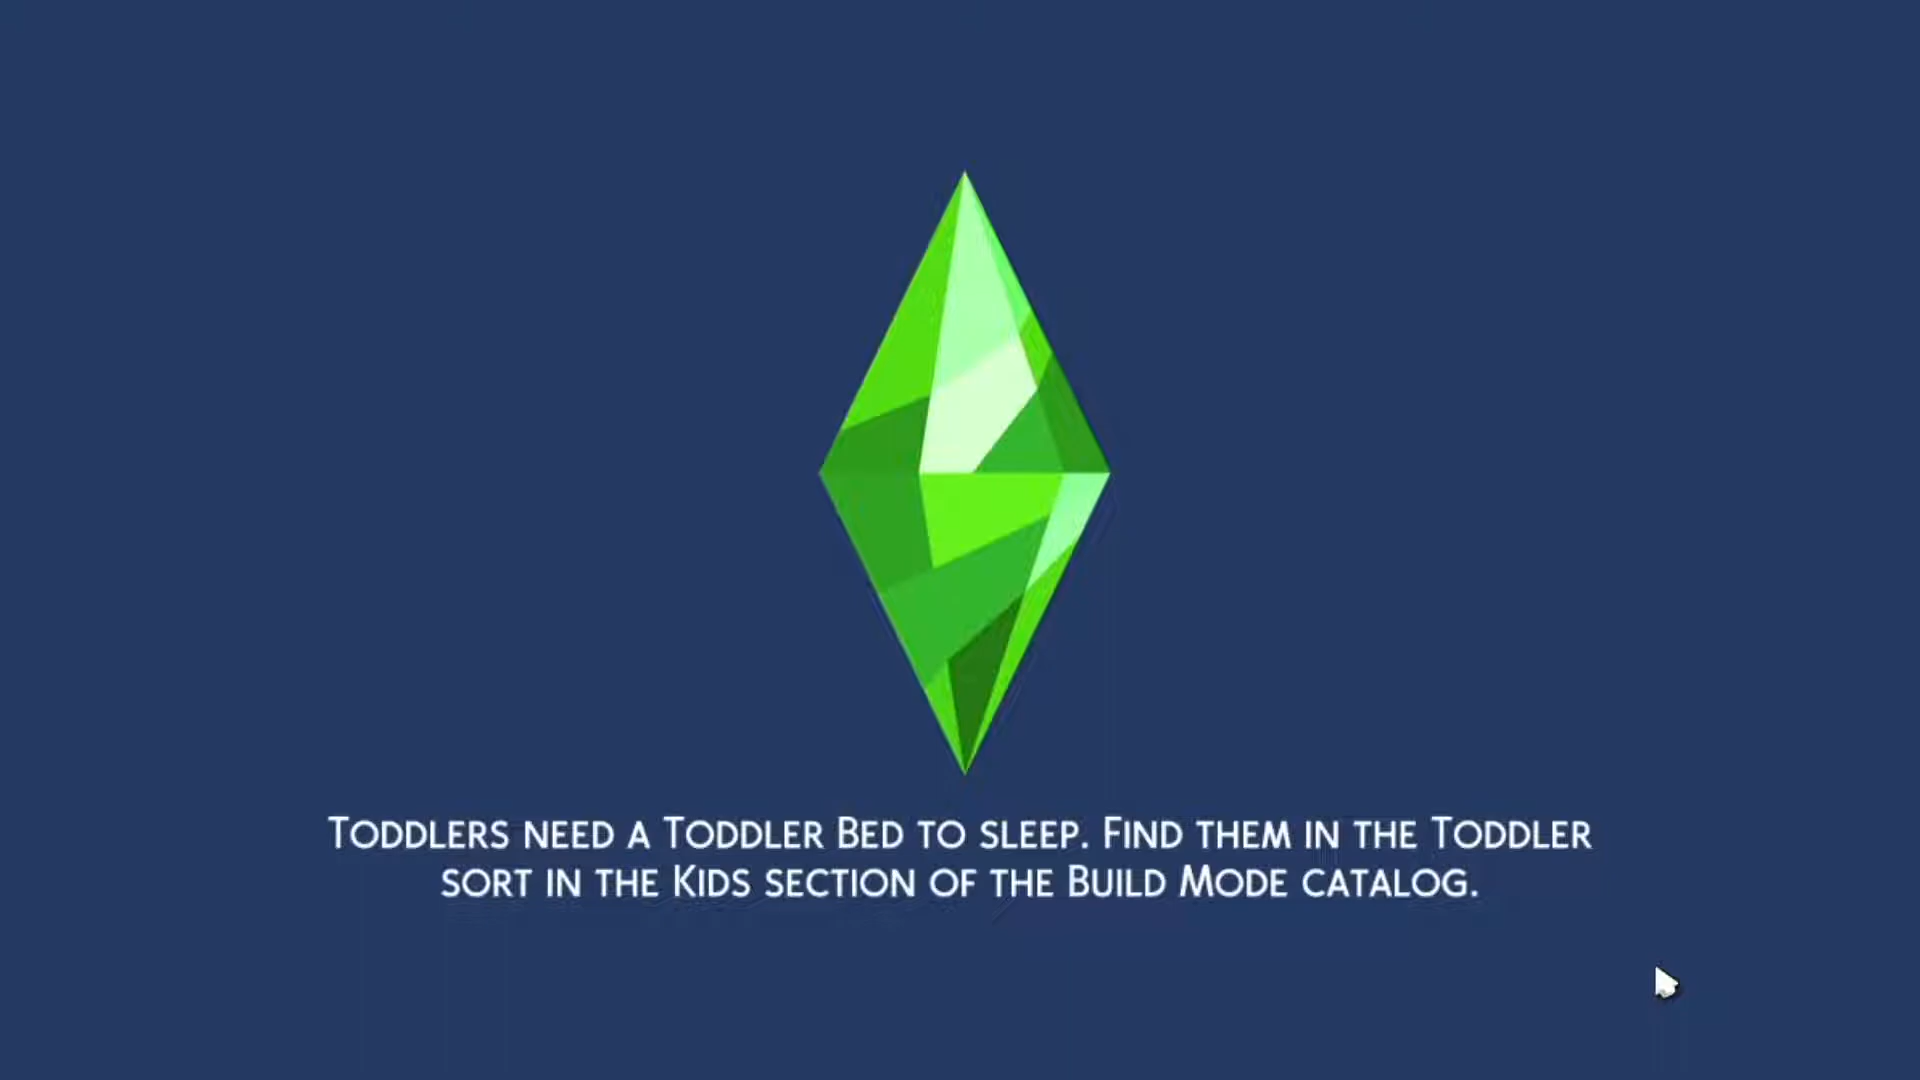 Toddlers need a Toddler Bed to sleep. Find them in the Toddler
sort in the Kids section of the Build Mode catalog.